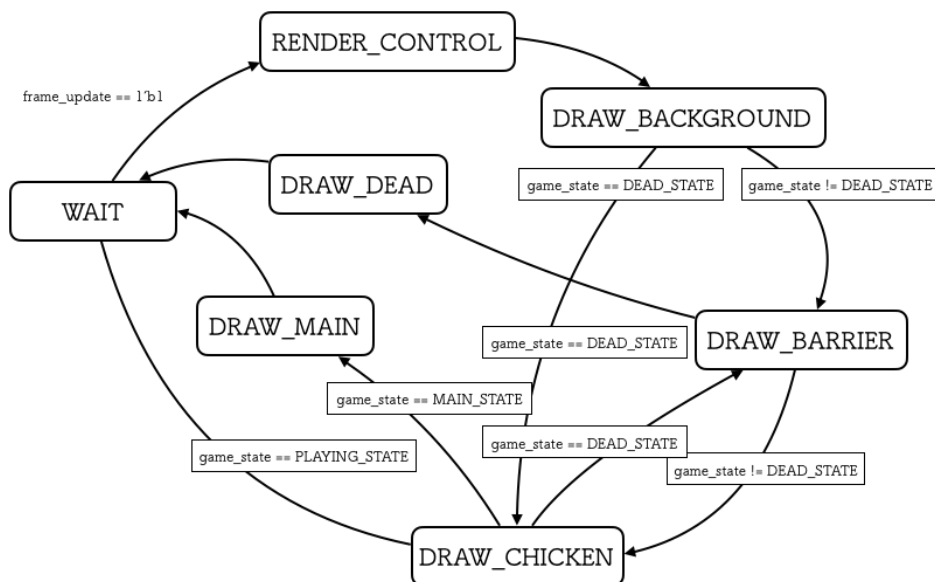 RENDER_CONTROL
frame_update == 1'b1
DRAW_BACKGROUND
DRAW_DEAD
game_state == DEAD_STATE
game_state != DEAD_STATE
WAIT
DRAW_MAIN
game_state == DEAD_STATE
DRAW_BARRIER
game_state == MAIN_STATE
game_state == DEAD_STATE
game_state == PLAYING_STATE
game_state != DEAD_STATE
DRAW_CHICKEN